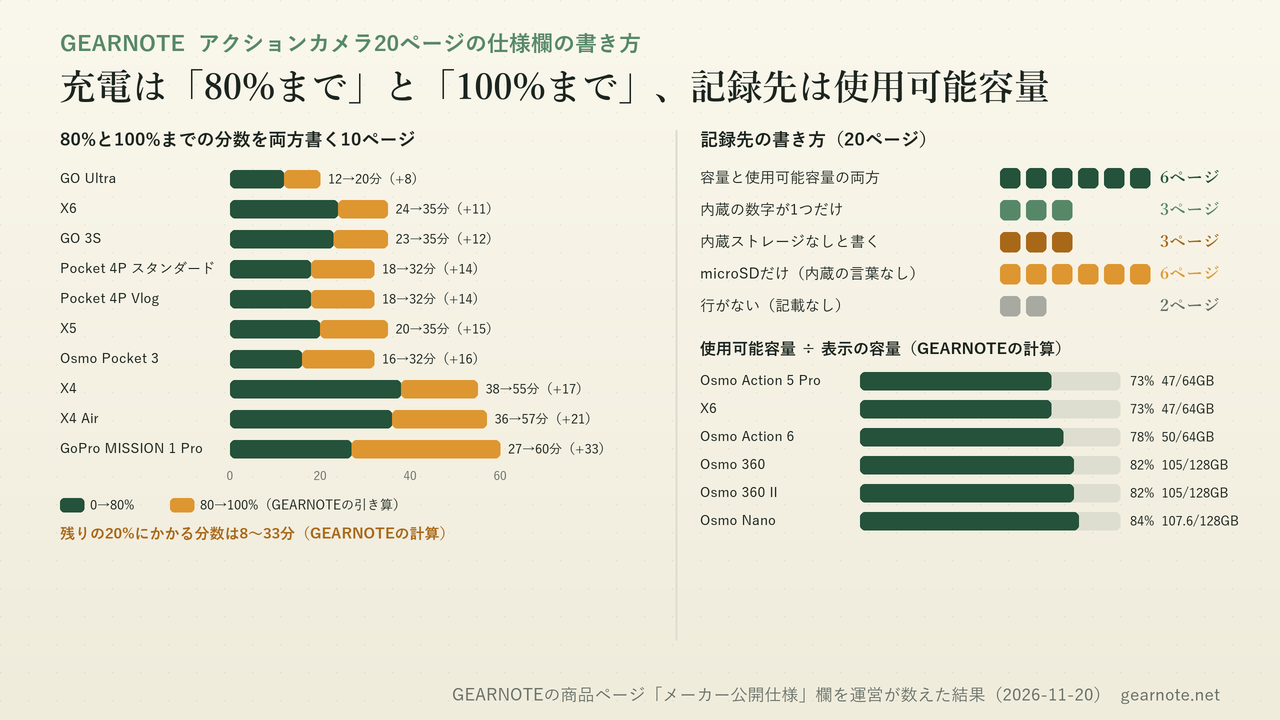 GEARNOTE アクションカメラ20ページの仕様欄の書き方
充電は「80%まで」と「100%まで」、記録先は使用可能容量
80%と100%までの分数を両方書く10ページ
GO Ultra 12→20分（+8）
X6 24→35分（+11）
GO 3S 23→35分（+12）
Pocket 4P スタンダード 18→32分（+14）
Pocket 4P Vlog 18→32分（+14）
X5 20→35分（+15）
Osmo Pocket 3 16→32分（+16）
X4 38→55分（+17）
X4 Air 36→57分（+21）
GoPro MISSION 1 Pro 27→60分（+33）
0 20 40 60
0→80% 80→100%（GEARNOTEの引き算）
残りの20%にかかる分数は8〜33分（GEARNOTEの計算）
記録先の書き方（20ページ）
容量と使用可能容量の両方 6ページ
内蔵の数字が1つだけ 3ページ
内蔵ストレージなしと書く 3ページ
microSDだけ（内蔵の言葉なし） 6ページ
行がない（記載なし） 2ページ
使用可能容量 ÷ 表示の容量（GEARNOTEの計算）
Osmo Action 5 Pro 73% 47/64GB
X6 73% 47/64GB
Osmo Action 6 78% 50/64GB
Osmo 360 82% 105/128GB
Osmo 360 II 82% 105/128GB
Osmo Nano 84% 107.6/128GB
GEARNOTEの商品ページ「メーカー公開仕様」欄を運営が数えた結果（2026-11-20） gearnote.net